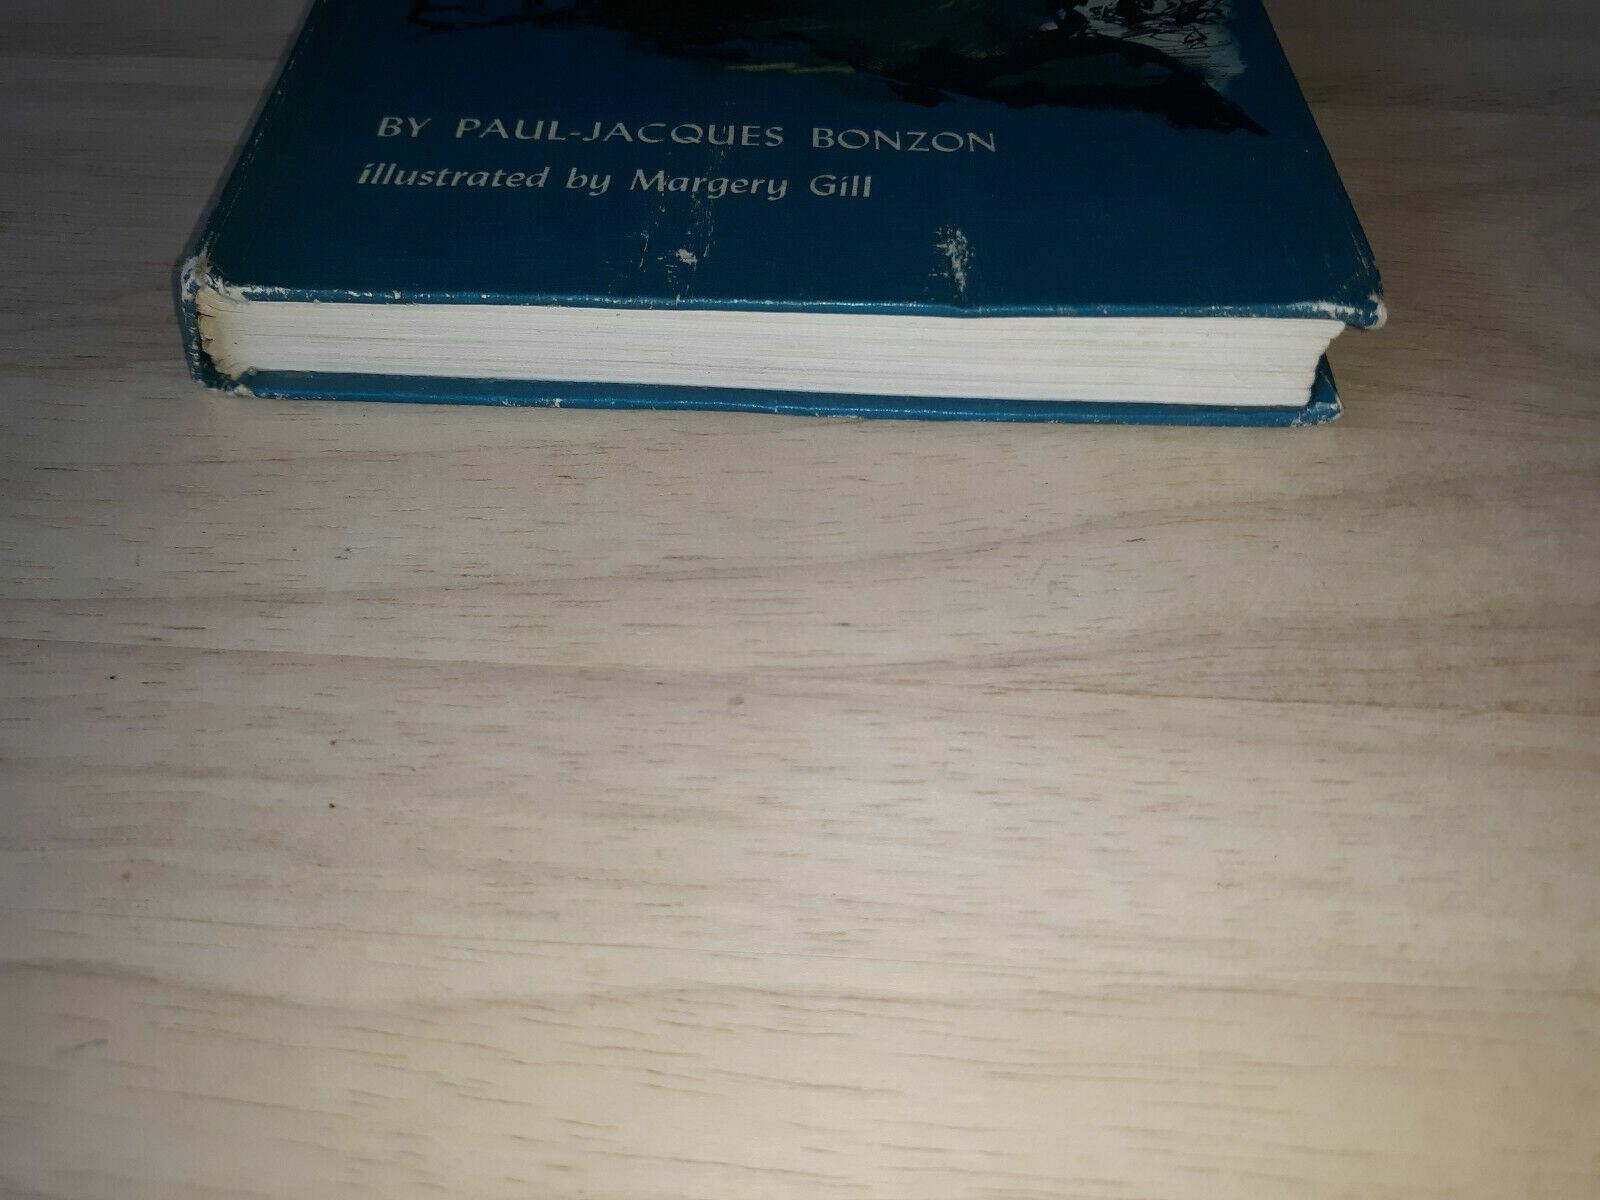 BY PAUL-JACQUES BONZON
illustrated by Margery Gill